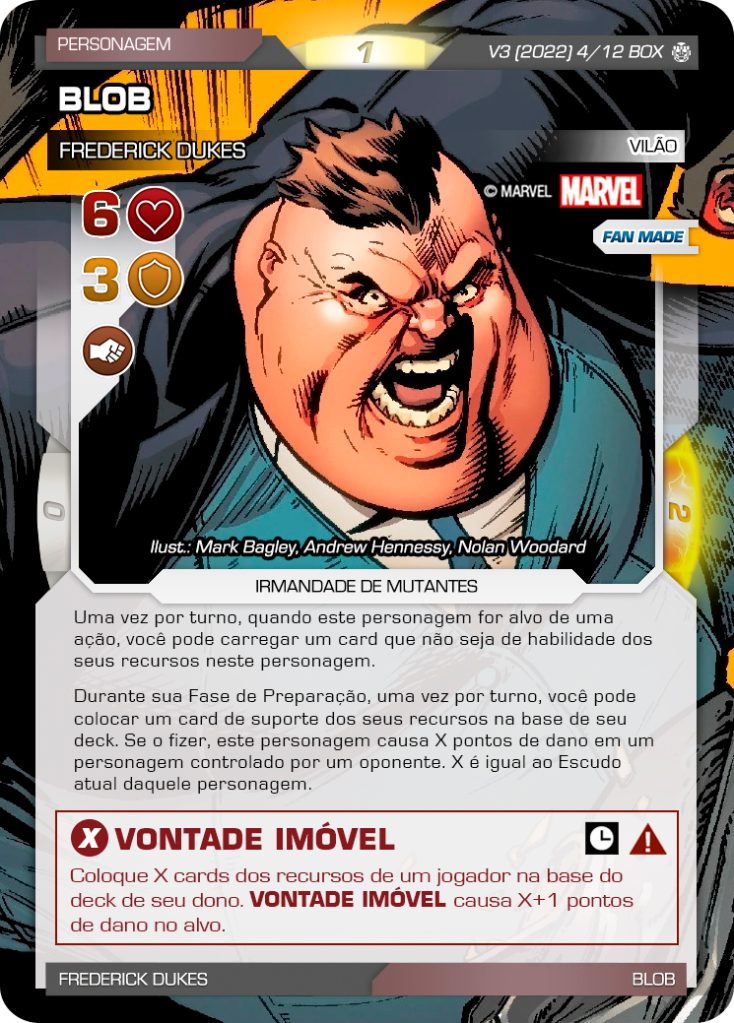 PERSONAGEM
1
V3 (2022) 4/12 BOX
BLOB
FREDERICK DUKES
VILÃO
6
© MARVEL MARVEL
FAN MADE
3
0
2
Ilust.: Mark Bagley, Andrew Hennessy, Nolan Woodard
IRMANDADE DE MUTANTES
Uma vez por turno, quando este personagem for alvo de uma
ação, você pode carregar um card que não seja de habilidade dos
seus recursos neste personagem.
Durante sua Fase de Preparação, uma vez por turno, você pode
colocar um card de suporte dos seus recursos na base de seu
deck. Se o fizer, este personagem causa X pontos de dano em um
personagem controlado por um oponente. X é igual ao Escudo
atual daquele personagem.
X VONTADE IMÓVEL
Coloque X cards dos recursos de um jogador na base do
deck de seu dono. VONTADE IMÓVEL causa X+1 pontos
de dano no alvo.
FREDERICK DUKES
BLOB